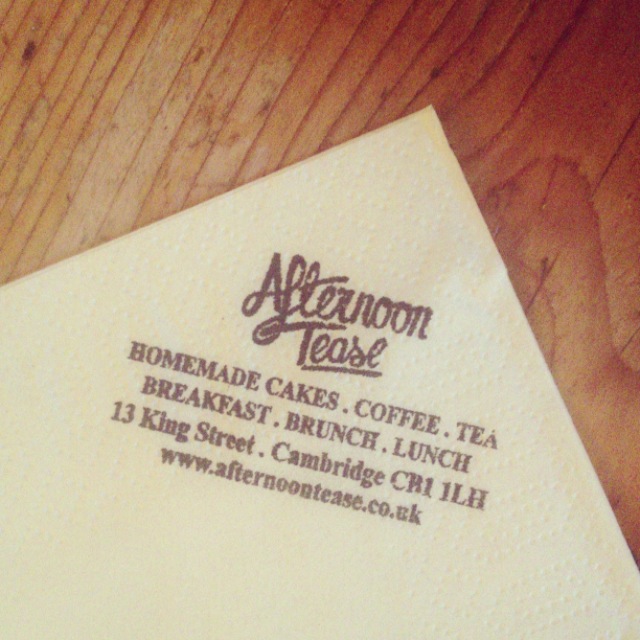 Afternoon
Tease
HOMEMADE CAKES . COFFEE . TEA
BREAKFAST . BRUNCH . LUNCH
13 King Street . Cambridge CB1 1LH
www.afternoontease.co.uk